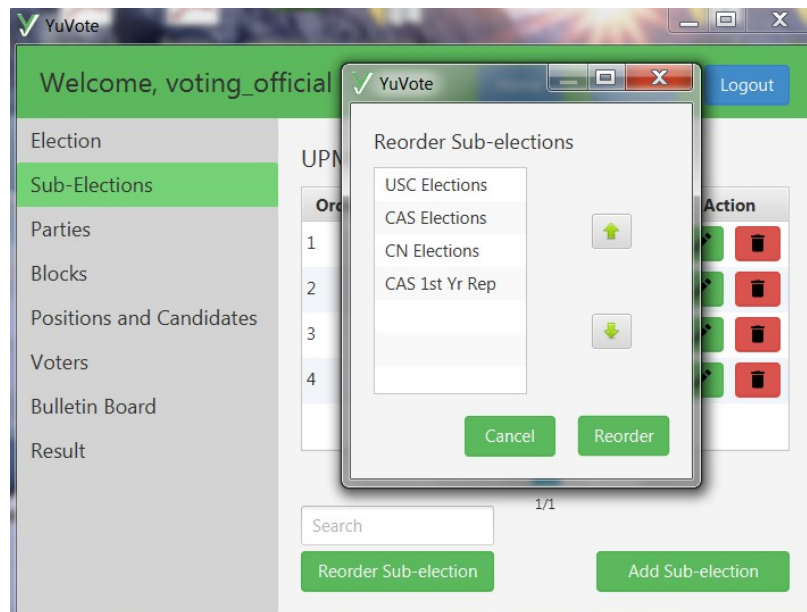 YuVote
Welcome, voting_official
Logout
Election
Sub-Elections
Parties
Blocks
Positions and Candidates
Voters
Bulletin Board
Result
UPM
Action
1
2
3
4
YuVote
Reorder Sub-elections
USC Elections
CAS Elections
CN Elections
CAS 1st Yr Rep
Cancel
Reorder
1/1
Search
Reorder Sub-election
Add Sub-election